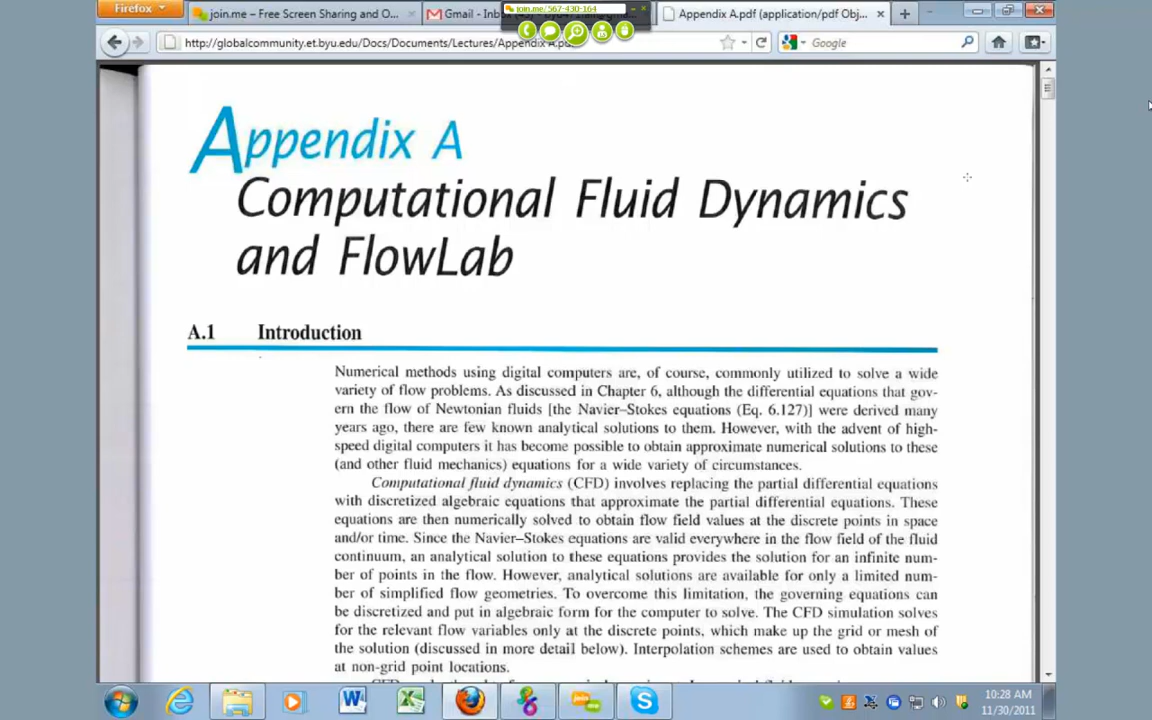 Firefox
join.me – Free Screen Sharing and O...
Gmail - Inbox
join.me/567-430-164
Appendix A.pdf (application/pdf Obj...
http://globalcommunity.et.byu.edu/Docs/Documents/Lectures/Appendix A.pd
Google
Appendix A
Computational Fluid Dynamics
and FlowLab
A.1 Introduction
Numerical methods using digital computers are, of course, commonly utilized to solve a wide
variety of flow problems. As discussed in Chapter 6, although the differential equations that gov-
ern the flow of Newtonian fluids [the Navier–Stokes equations (Eq. 6.127)] were derived many
years ago, there are few known analytical solutions to them. However, with the advent of high-
speed digital computers it has become possible to obtain approximate numerical solutions to these
(and other fluid mechanics) equations for a wide variety of circumstances.
Computational fluid dynamics (CFD) involves replacing the partial differential equations
with discretized algebraic equations that approximate the partial differential equations. These
equations are then numerically solved to obtain flow field values at the discrete points in space
and/or time. Since the Navier–Stokes equations are valid everywhere in the flow field of the fluid
continuum, an analytical solution to these equations provides the solution for an infinite num-
ber of points in the flow. However, analytical solutions are available for only a limited num-
ber of simplified flow geometries. To overcome this limitation, the governing equations can
be discretized and put in algebraic form for the computer to solve. The CFD simulation solves
for the relevant flow variables only at the discrete points, which make up the grid or mesh of
the solution (discussed in more detail below). Interpolation schemes are used to obtain values
at non-grid point locations.
10:28 AM
11/30/2011